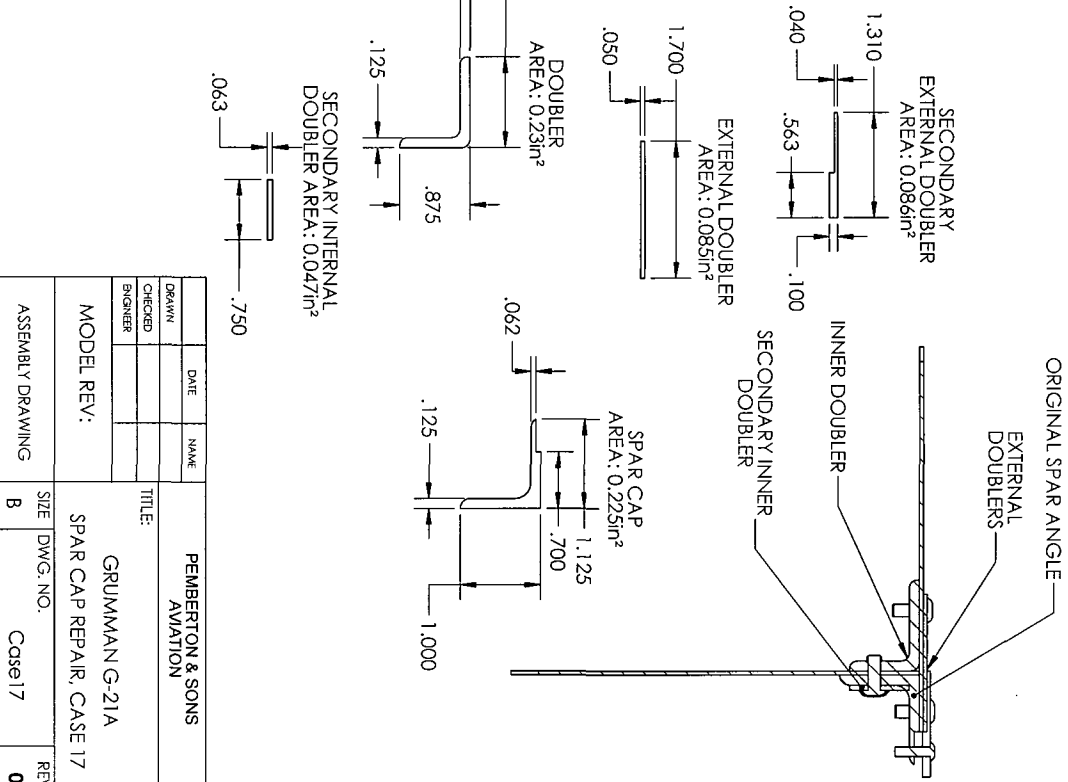 SECONDARY
EXTERNAL DOUBLER
AREA: 0.086in²
1.310
.040
.563
.100
EXTERNAL DOUBLER
AREA: 0.085in²
1.700
.050
DOUBLER
AREA: 0.23in²
.125
.875
SECONDARY INTERNAL
DOUBLER AREA: 0.047in²
.063
.750
ORIGINAL SPAR ANGLE
EXTERNAL
DOUBLERS
INNER DOUBLER
SECONDARY INNER
DOUBLER
SPAR CAP
AREA: 0.225in²
.062
1.125
.700
.125
1.000
DATE
NAME
DRAWN
CHECKED
ENGINEER
MODEL REV:
ASSEMBLY DRAWING
PEMBERTON & SONS
AVIATION
TITLE:
GRUMMAN G-21A
SPAR CAP REPAIR, CASE 17
SIZE
B
DWG. NO.
Case17
REV
0